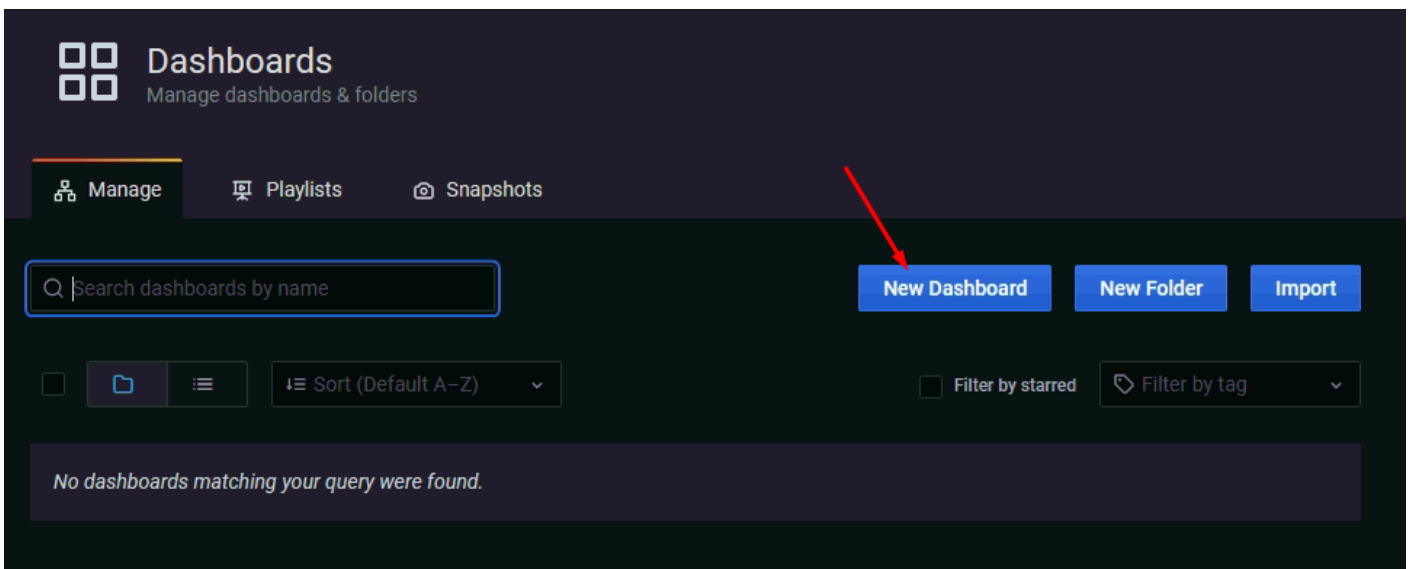 Dashboards
Manage dashboards & folders
Manage Playlists Snapshots
Search dashboards by name New Dashboard New Folder Import
Sort (Default A–Z) Filter by starred Filter by tag
No dashboards matching your query were found.